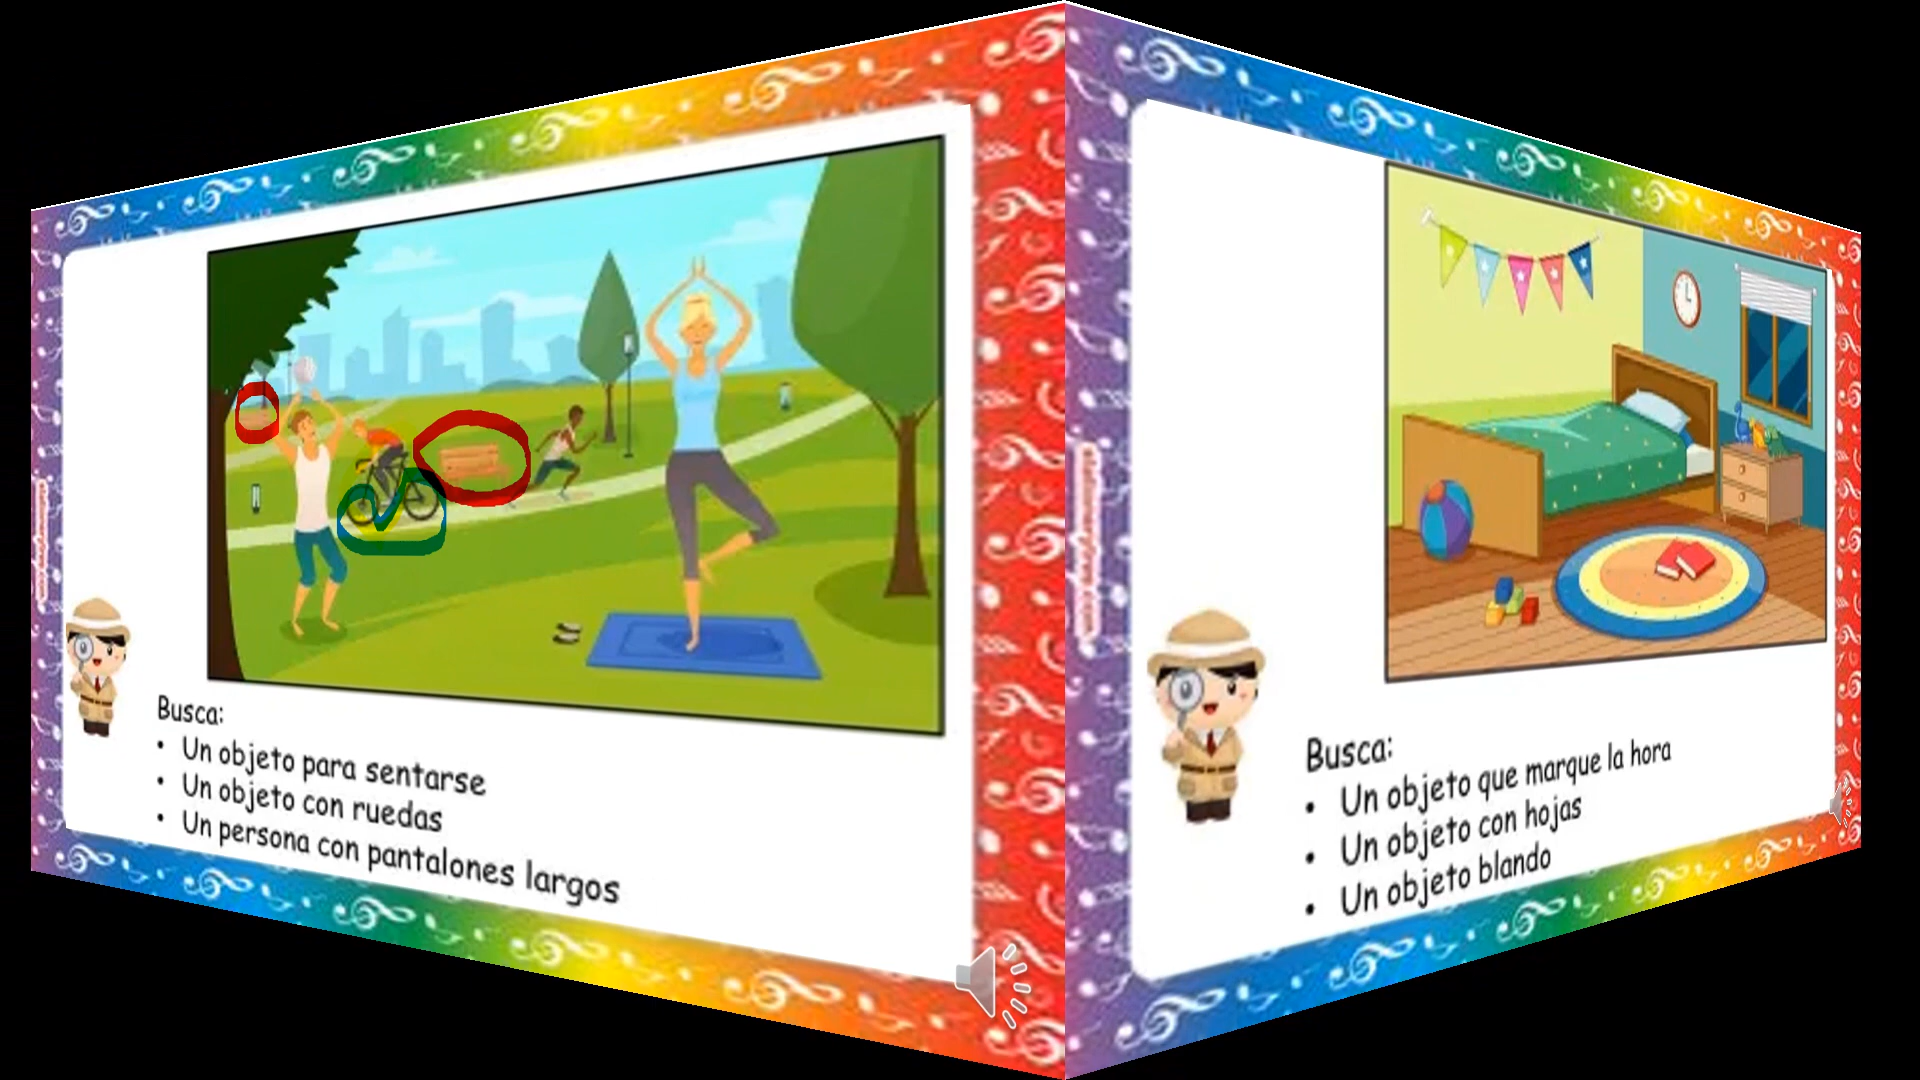 Busca:
• Un objeto para sentarse
• Un objeto con ruedas
• Un persona con pantalones largos
Busca:
• Un objeto que marque la hora
• Un objeto con hojas
• Un objeto blando